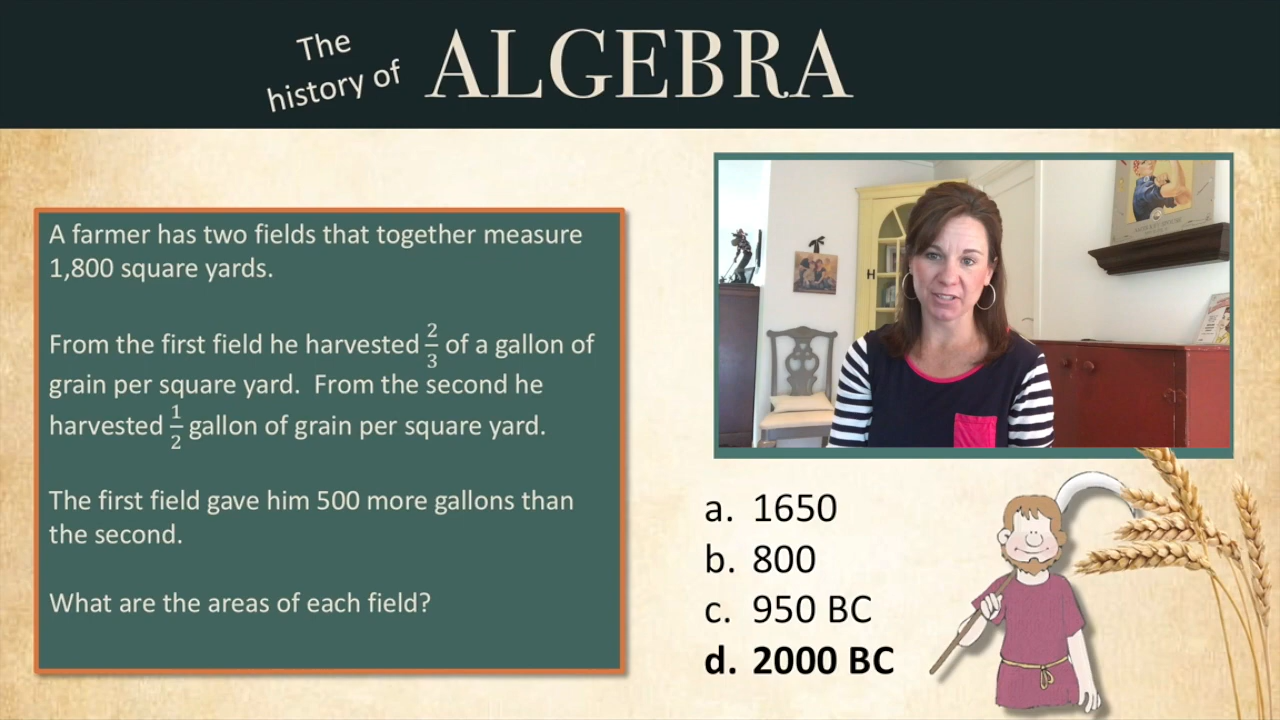 The
history of
ALGEBRA
A farmer has two fields that together measure
1,800 square yards.
From the first field he harvested 2/3 of a gallon of
grain per square yard.  From the second he
harvested 1/2 gallon of grain per square yard.
The first field gave him 500 more gallons than
the second.
What are the areas of each field?
H
a. 1650
b. 800
c. 950 BC
d. 2000 BC